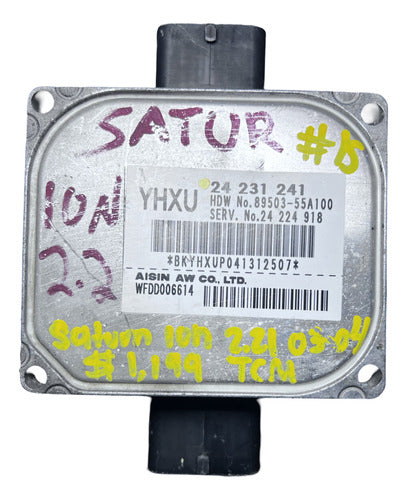 SATUR
#15
ION
2.2
YHXU 24 231 241
HDW No.89503-55A100
SERV. No.24 224 918
*BKYHXUP041312507*
AISIN AW CO., LTD.
WFDD006614
Saturn ION 2.2l 03-04
$1,199 TCM